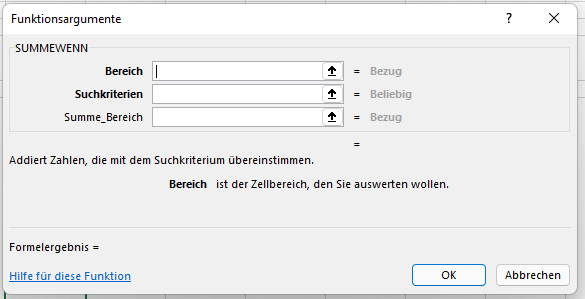 Funktionsargumente ? ×
SUMMEWENN
Bereich = Bezug
Suchkriterien = Beliebig
Summe_Bereich = Bezug
=
Addiert Zahlen, die mit dem Suchkriterium übereinstimmen.
Bereich ist der Zellbereich, den Sie auswerten wollen.
Formelergebnis =
Hilfe für diese Funktion OK Abbrechen